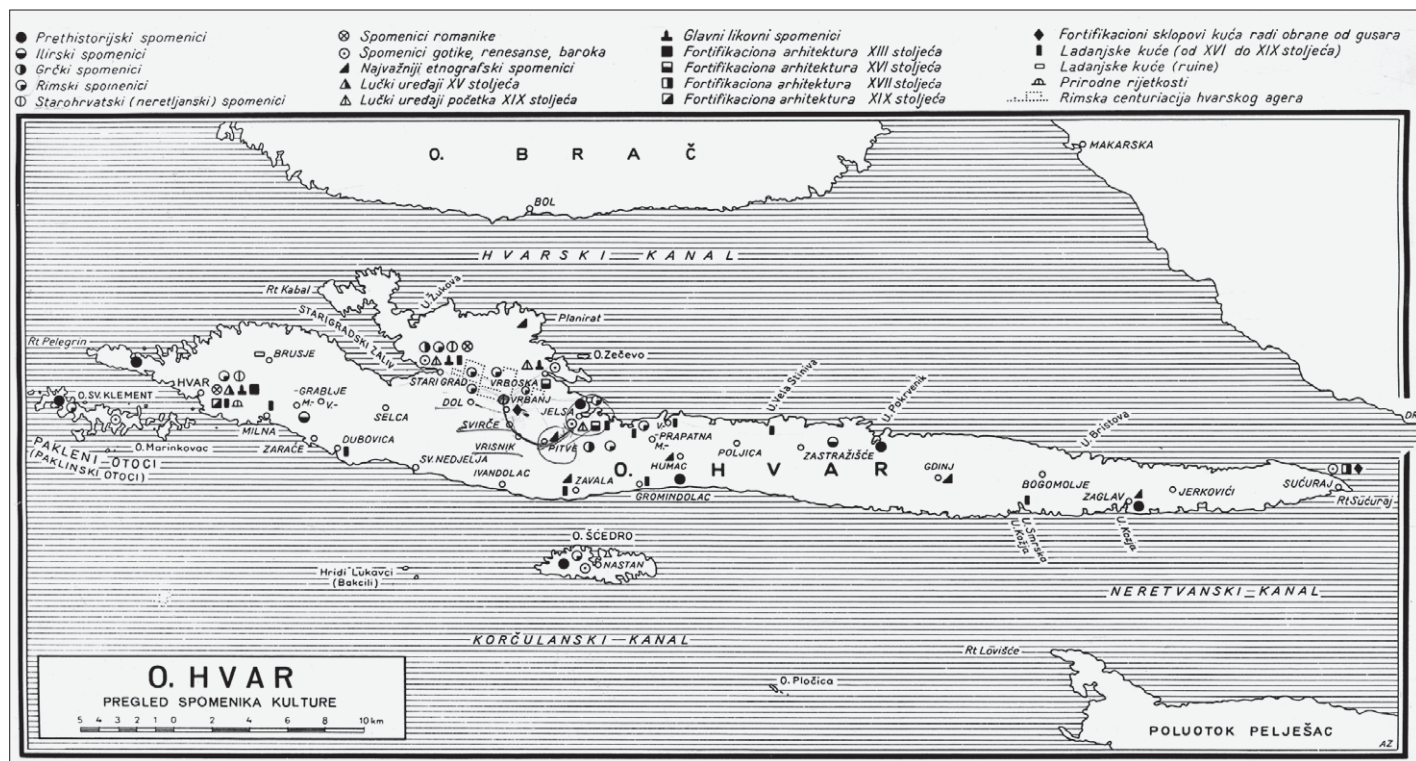 Prethistorijski spomenici
Ilirski spomenici
Grčki spomenici
Rimski spomenici
Starohrvatski (neretljanski) spomenici
Spomenici romanike
Spomenici gotike, renesanse, baroka
Najvažniji etnografski spomenici
Lučki uređaji XV stoljeća
Lučki uređaji početka XIX stoljeća
Glavni likovni spomenici
Fortifikaciona arhitektura XIII stoljeća
Fortifikaciona arhitektura XVI stoljeća
Fortifikaciona arhitektura XVII stoljeća
Fortifikaciona arhitektura XIX stoljeća
Fortifikacioni sklopovi kuća radi obrane od gusara
Ladanjske kuće (od XVI do XIX stoljeća)
Ladanjske kuće (ruine)
Prirodne rijetkosti
Rimska centuriacija hvarskog agera
O. BRAČ
MAKARSKA
BOL
HVARSKI KANAL
Rt Kabal
U. Žukova
Planirat
STARIGRADSKI ZALIV
Rt Pelegrin
BRUSJE
O. Zečevo
HVAR
STARI GRAD
VRBOSKA
U. Vela Stiniva
U. Pokrvenik
O. SV. KLEMENT
GRABLJE
M.- V.-
SELCA
DOL
VRBANJ
JELSA
MILNA
SVIRČE
V.-
PRAPATNA
M.-
U. Bristova
DR
O. Marinkovac
ZARAČE
DUBOVICA
VRISNIK
PITVE
POLJICA
ZASTRAŽIŠĆE
PAKLENI OTOCI
(PAKLINSKI OTOCI)
SV. NEDJELJA
IVANDOLAC
ZAVALA
HUMAC
O. HVAR
GDINJ
BOGOMOLJE
ZAGLAV
JERKOVIĆI
SUĆURAJ
Rt Sućuraj
GROMINDOLAC
U. Kožja
U. Smrska
U. Kožja
O. ŠĆEDRO
NASTAN
Hridi Lukavci
(Bakcili)
NERETVANSKI KANAL
KORČULANSKI KANAL
Rt Lovišće
O. Pločica
O. HVAR
PREGLED SPOMENIKA KULTURE
5 4 3 2 1 0 2 4 6 8 10 km
POLUOTOK PELJEŠAC
AZ